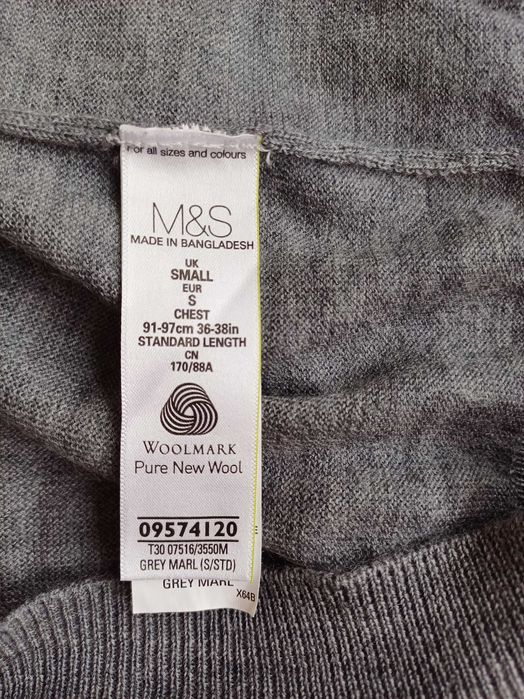 For all sizes and colours
M&S
MADE IN BANGLADESH
UK
SMALL
EUR
S
CHEST
91-97cm 36-38in
STANDARD LENGTH
CN
170/88A
WOOLMARK
Pure New Wool
09574120
T30 07516/3550M
GREY MARL (S/STD)
GREY MARL
X64B